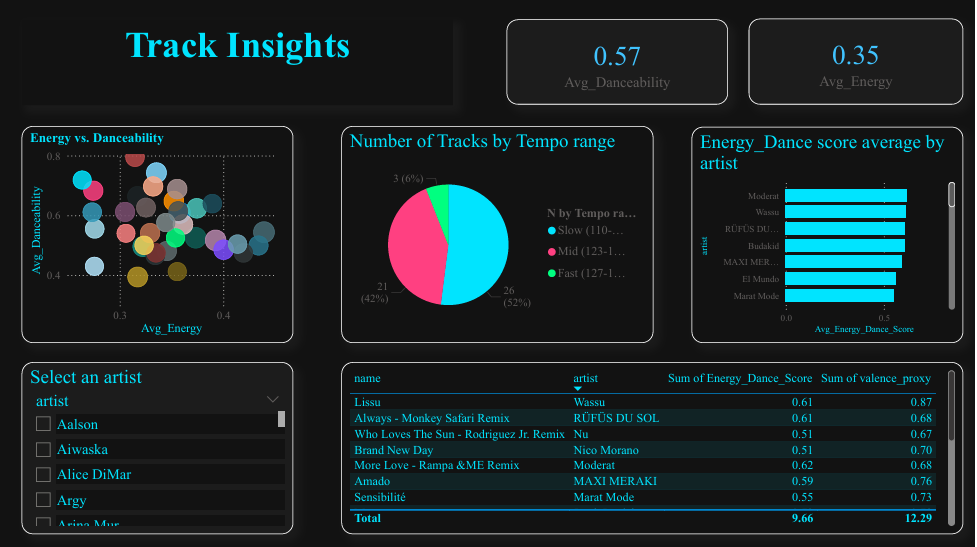 Track Insights
0.57
Avg_Danceability
0.35
Avg_Energy
Energy vs. Danceability
0.8
0.6
0.4
Avg_Danceability
0.3
0.4
Avg_Energy
Number of Tracks by Tempo range
3 (6%)
21
(42%)
26
(52%)
N by Tempo ra…
Slow (110-…
Mid (123-1…
Fast (127-1…
Energy_Dance score average by
artist
artist
Moderat
Wassu
RÜFÜS DU…
Budakid
MAXI MER…
El Mundo
Marat Mode
0.0
0.5
Avg_Energy_Dance_Score
Select an artist
artist
Aalson
Aiwaska
Alice DiMar
Argy
Arina Mur
name artist Sum of Energy_Dance_Score Sum of valence_proxy
Lissu Wassu 0.61 0.87
Always - Monkey Safari Remix RÜFÜS DU SOL 0.61 0.68
Who Loves The Sun - Rodriguez Jr. Remix Nu 0.51 0.67
Brand New Day Nico Morano 0.51 0.70
More Love - Rampa &ME Remix Moderat 0.62 0.68
Amado MAXI MERAKI 0.59 0.76
Sensibilité Marat Mode 0.55 0.73
Total 9.66 12.29